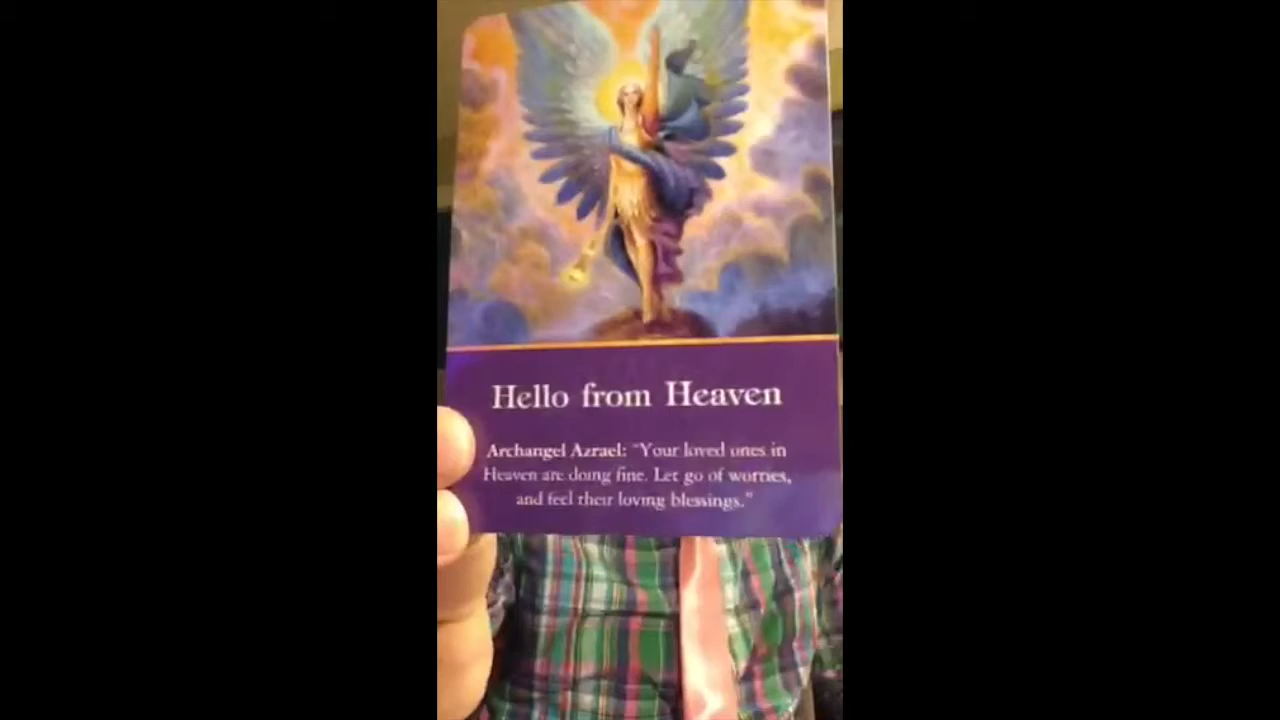 Hello from Heaven
Archangel Azrael: "Your loved ones in
Heaven are doing fine. Let go of worries,
and feel their loving blessings."